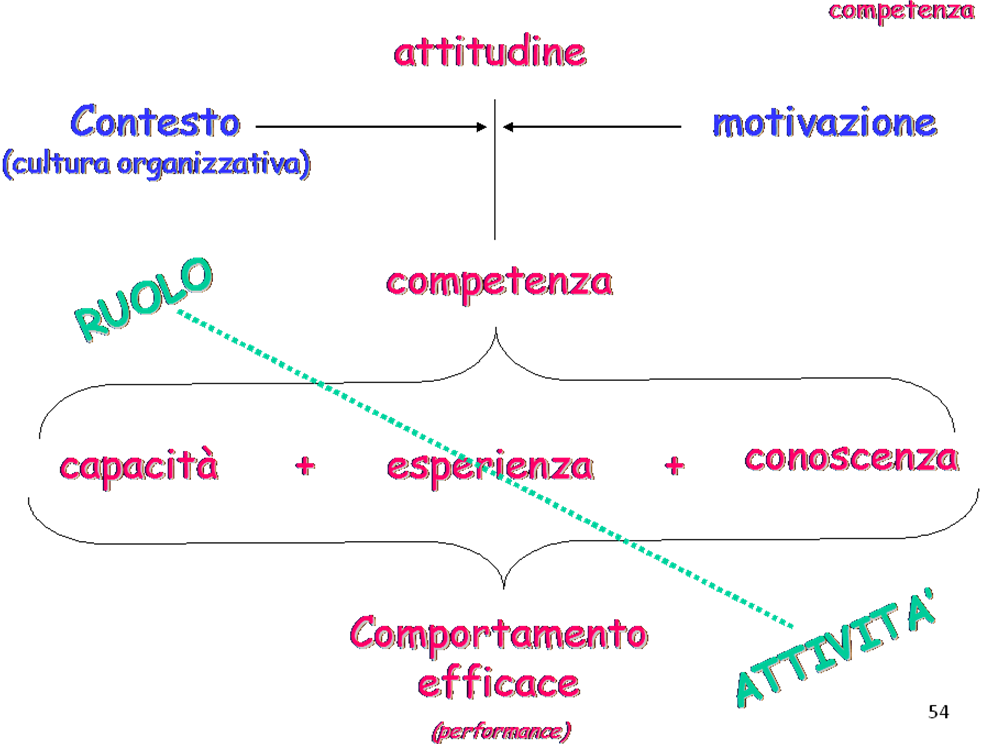 competenza
attitudine
Contesto
motivazione
(cultura organizzativa)
RUOLO
competenza
capacità + esperienza + conoscenza
Comportamento
efficace
(performance)
ATTIVITA'
54